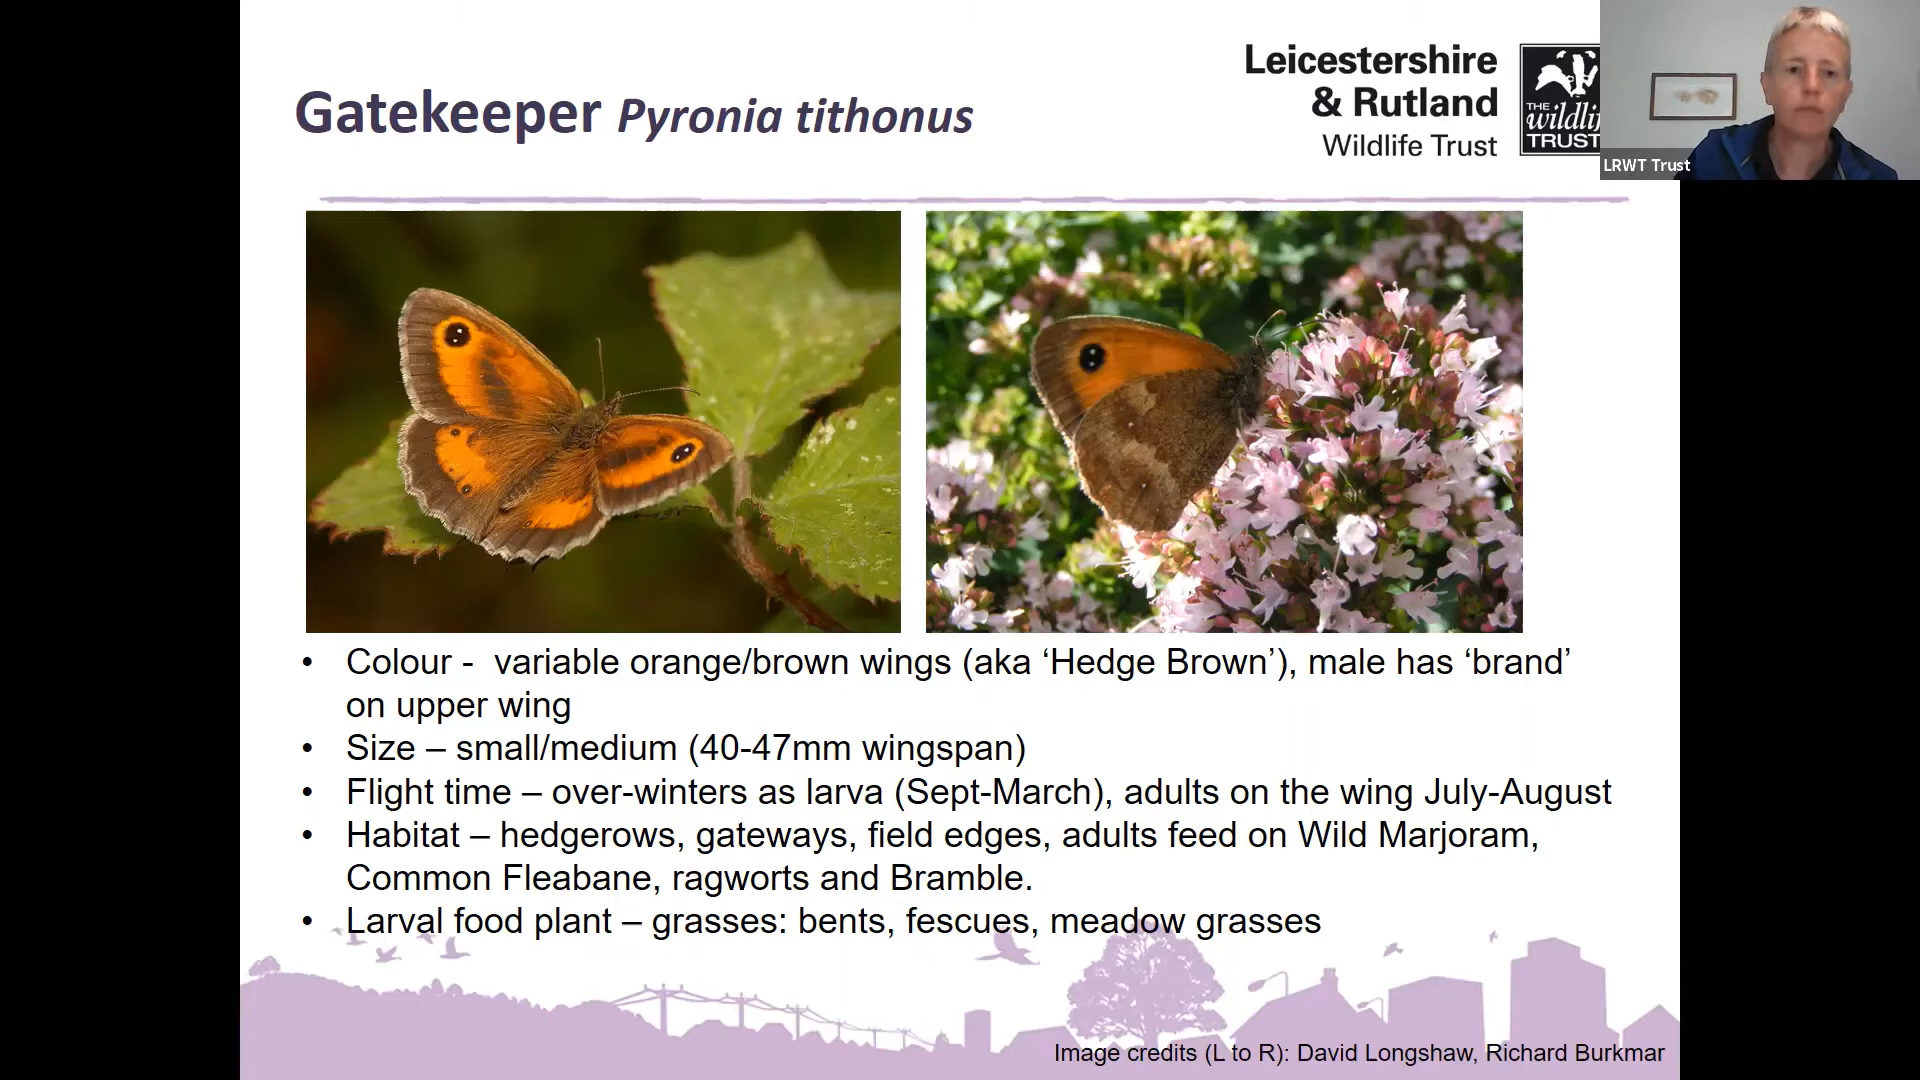 Leicestershire
& Rutland
Wildlife Trust
THE
wildli
TRUST
LRWT Trust
Gatekeeper Pyronia tithonus
• Colour -  variable orange/brown wings (aka ‘Hedge Brown’), male has ‘brand’
on upper wing
• Size – small/medium (40-47mm wingspan)
• Flight time – over-winters as larva (Sept-March), adults on the wing July-August
• Habitat – hedgerows, gateways, field edges, adults feed on Wild Marjoram,
Common Fleabane, ragworts and Bramble.
• Larval food plant – grasses: bents, fescues, meadow grasses
Image credits (L to R): David Longshaw, Richard Burkmar